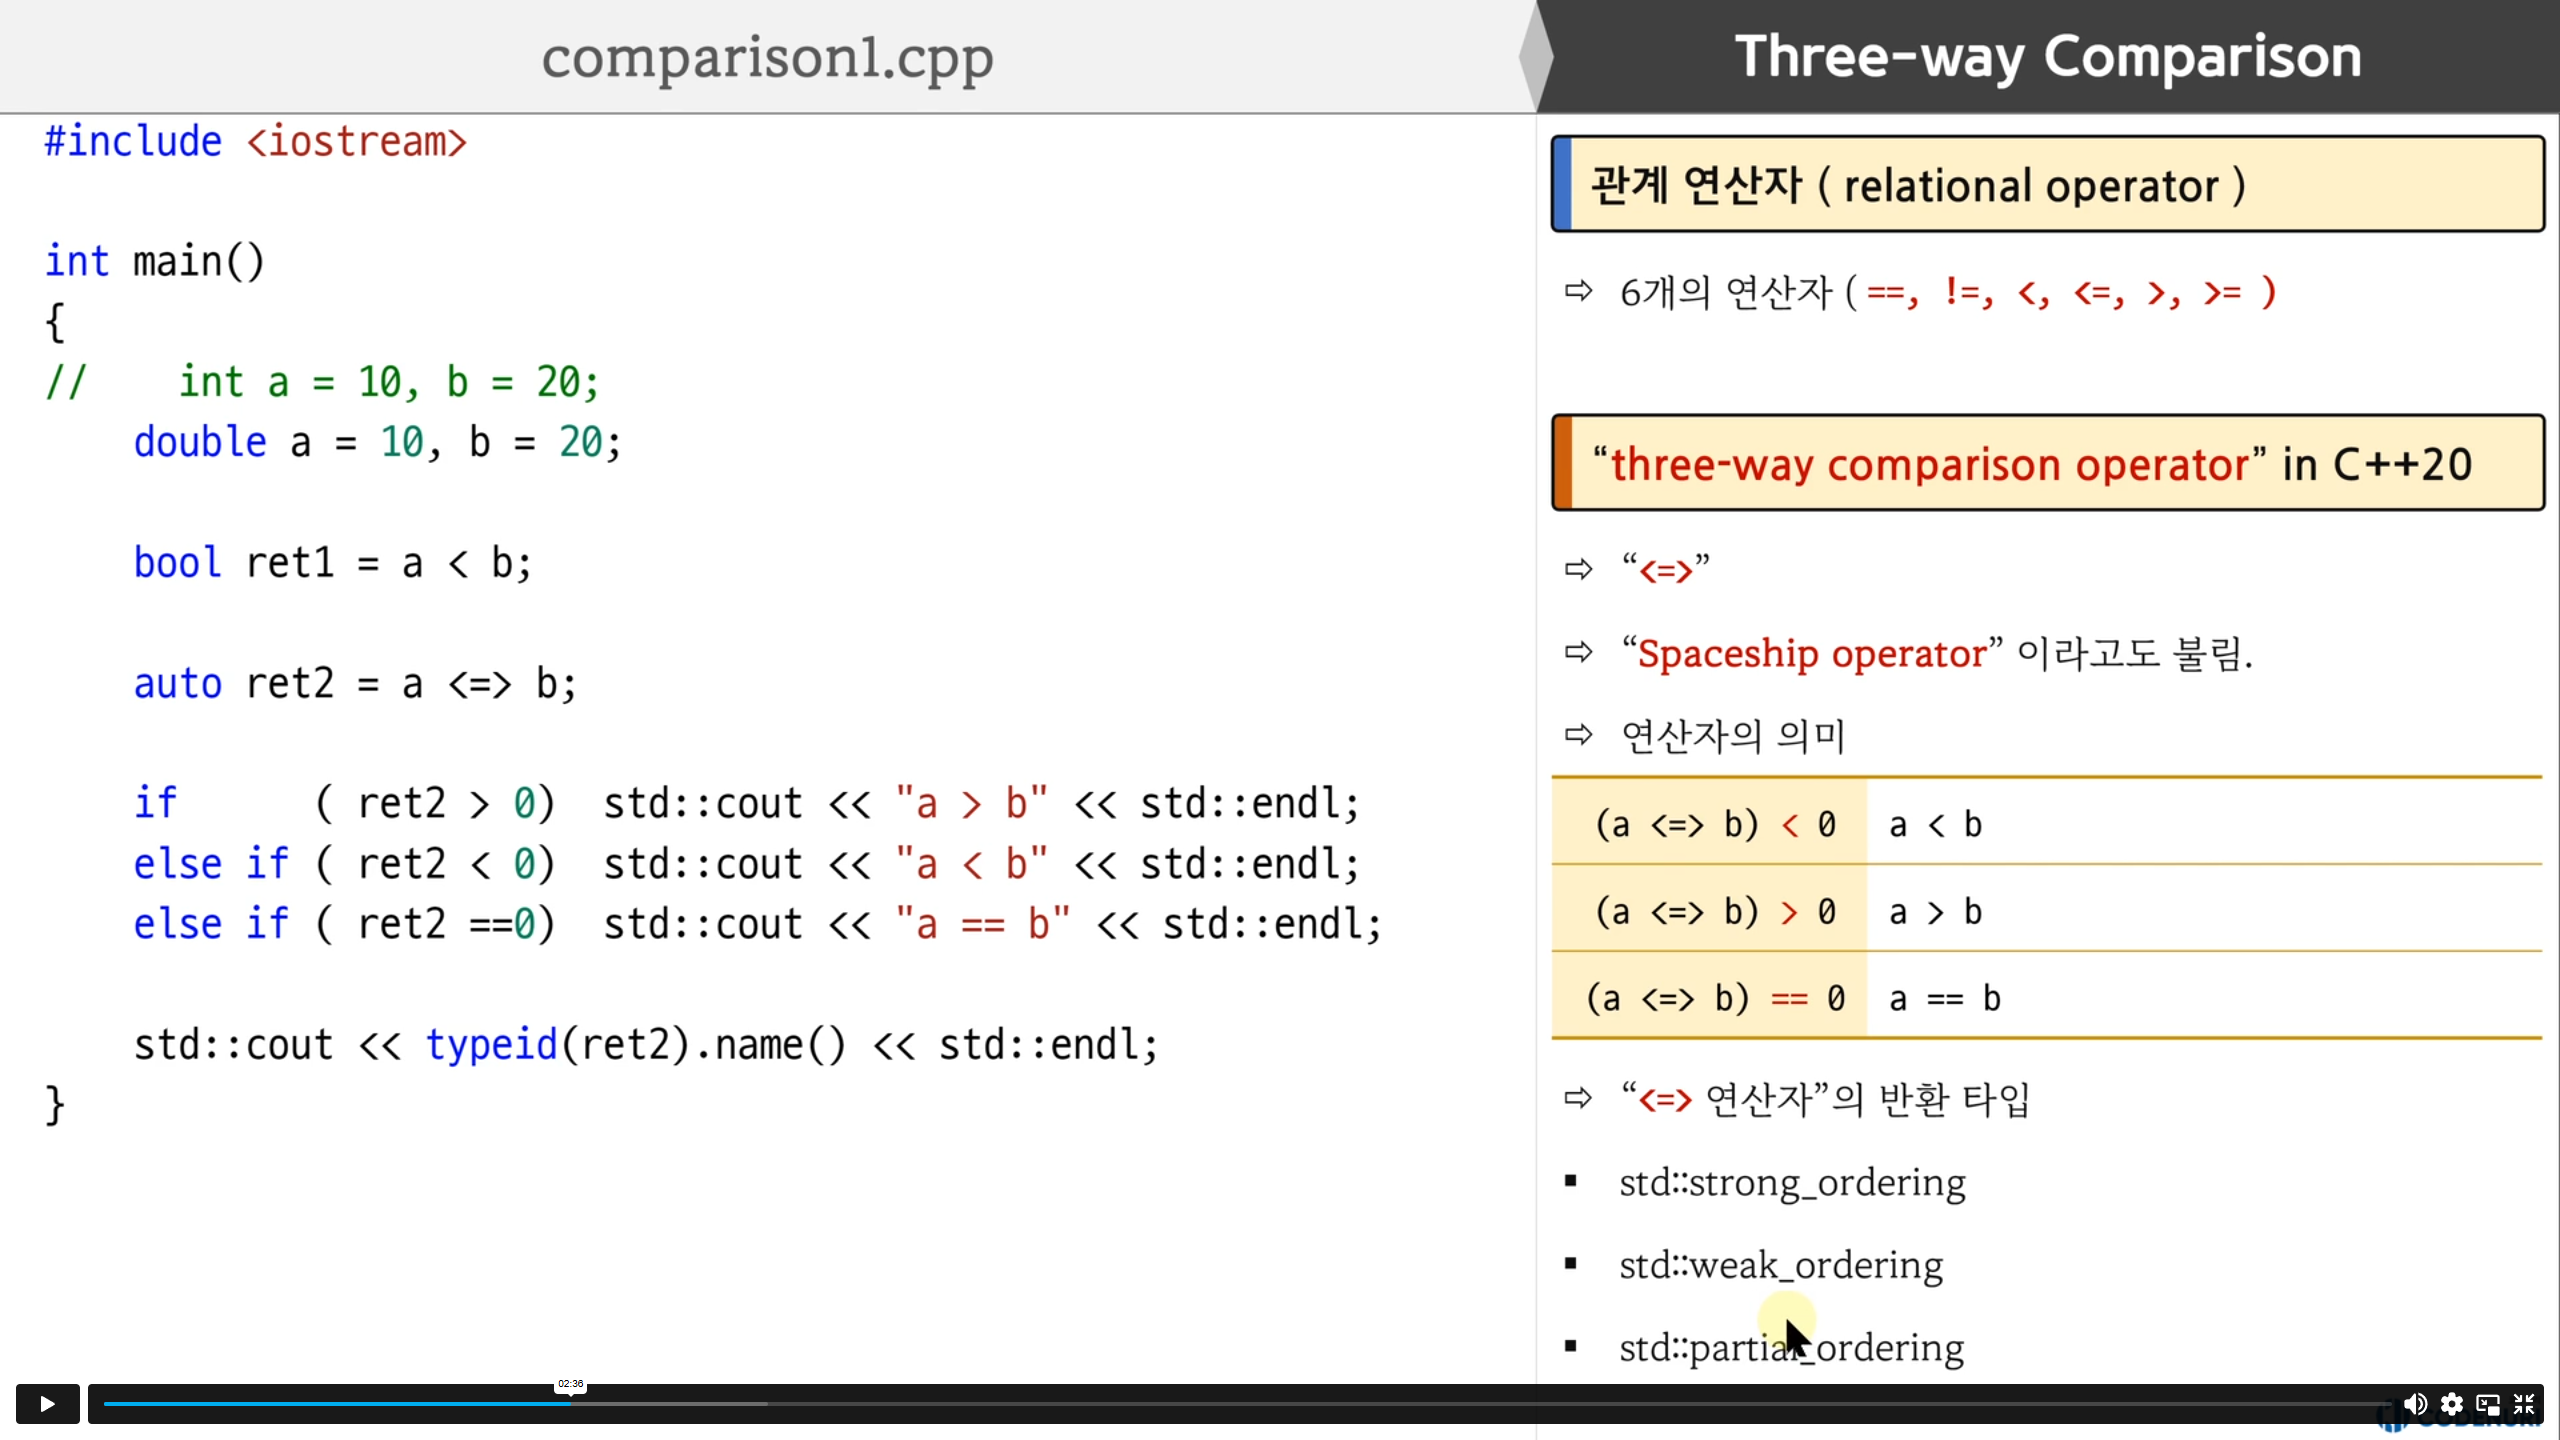 comparison1.cpp
#include <iostream>
int main()
{
//    int a = 10, b = 20;
    double a = 10, b = 20;
    bool ret1 = a < b;
    auto ret2 = a <=> b;
    if      ( ret2 > 0)  std::cout << "a > b" << std::endl;
    else if ( ret2 < 0)  std::cout << "a < b" << std::endl;
    else if ( ret2 ==0)  std::cout << "a == b" << std::endl;
    std::cout << typeid(ret2).name() << std::endl;
}
Three-way Comparison
관계 연산자 ( relational operator )
⇨ 6개의 연산자 ( ==, !=, <, <=, >, >= )
“three-way comparison operator” in C++20
⇨ “<=>”
⇨ “Spaceship operator” 이라고도 불림.
⇨ 연산자의 의미
(a <=> b) < 0  a < b
(a <=> b) > 0  a > b
(a <=> b) == 0  a == b
⇨ “<=> 연산자”의 반환 타입
▪ std::strong_ordering
▪ std::weak_ordering
▪ std::partial_ordering
02:36